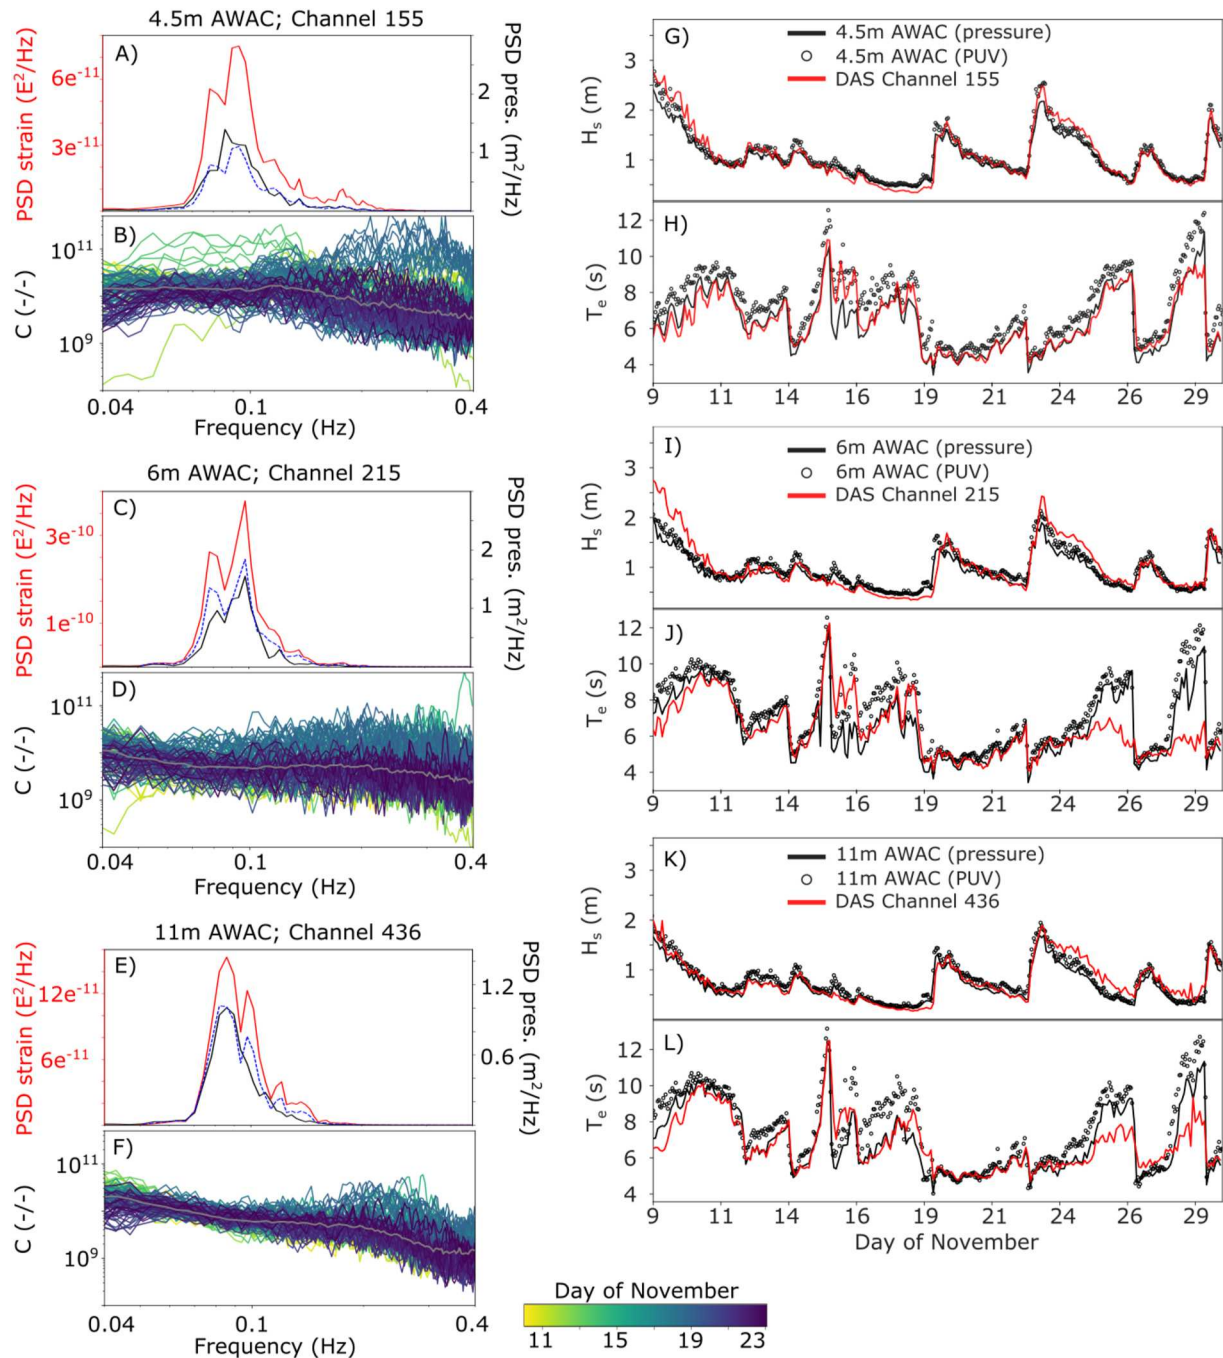 4.5m AWAC; Channel 155
A)
PSD strain (E²/Hz)
6e⁻¹¹
3e⁻¹¹
2
1
PSD pres. (m²/Hz)
B)
C (-/-)
10¹¹
10⁹
0.04
0.1
0.4
Frequency (Hz)
6m AWAC; Channel 215
C)
PSD strain (E²/Hz)
3e⁻¹⁰
1e⁻¹⁰
2
1
PSD pres. (m²/Hz)
D)
C (-/-)
10¹¹
10⁹
0.04
0.1
0.4
Frequency (Hz)
11m AWAC; Channel 436
E)
PSD strain (E²/Hz)
12e⁻¹¹
6e⁻¹¹
1.2
0.6
PSD pres. (m²/Hz)
F)
C (-/-)
10¹¹
10⁹
0.04
0.1
0.4
Frequency (Hz)
G)
4.5m AWAC (pressure)
4.5m AWAC (PUV)
DAS Channel 155
Hₛ (m)
3
2
1
H)
Tₑ (s)
12
10
8
6
4
9 11 14 16 19 21 24 26 29
I)
6m AWAC (pressure)
6m AWAC (PUV)
DAS Channel 215
Hₛ (m)
3
2
1
J)
Tₑ (s)
12
10
8
6
4
9 11 14 16 19 21 24 26 29
K)
11m AWAC (pressure)
11m AWAC (PUV)
DAS Channel 436
Hₛ (m)
3
2
1
L)
Tₑ (s)
12
10
8
6
4
9 11 14 16 19 21 24 26 29
Day of November
Day of November
11 15 19 23